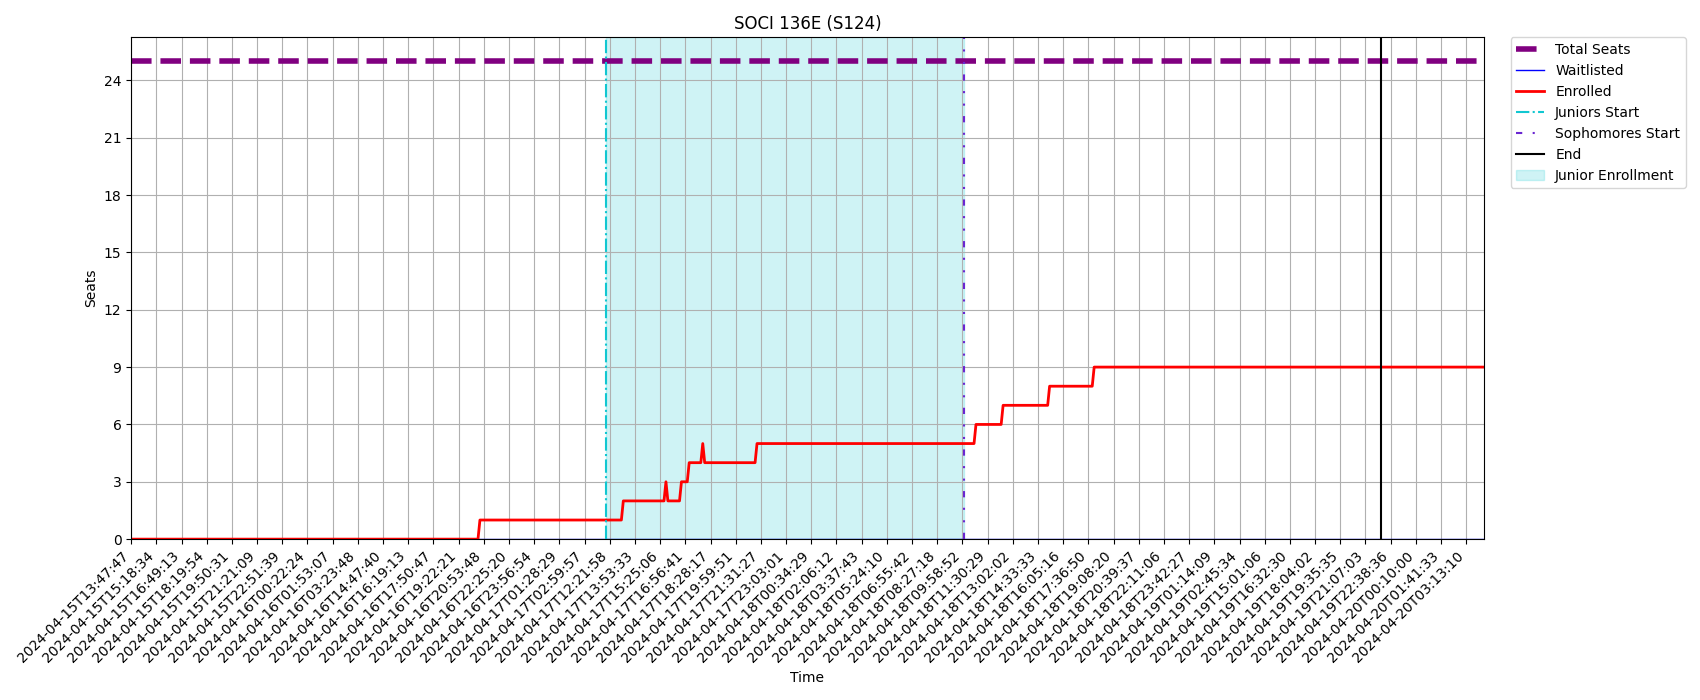 SOCI 136E (S124)
Total Seats
Waitlisted
Enrolled
Juniors Start
Sophomores Start
End
Junior Enrollment
Seats
24
21
18
15
12
9
6
3
0
2024-04-15T13:47:47
2024-04-15T15:18:34
2024-04-15T16:49:13
2024-04-15T18:19:54
2024-04-15T19:50:31
2024-04-15T21:21:09
2024-04-15T22:51:39
2024-04-16T00:22:24
2024-04-16T01:53:07
2024-04-16T03:23:48
2024-04-16T14:47:40
2024-04-16T16:19:13
2024-04-16T17:50:47
2024-04-16T19:22:21
2024-04-16T20:53:48
2024-04-16T22:25:20
2024-04-16T23:56:54
2024-04-17T01:28:29
2024-04-17T02:59:57
2024-04-17T12:21:58
2024-04-17T13:53:33
2024-04-17T15:25:06
2024-04-17T16:56:41
2024-04-17T18:28:17
2024-04-17T19:59:51
2024-04-17T21:31:27
2024-04-17T23:03:01
2024-04-18T00:34:29
2024-04-18T02:06:12
2024-04-18T03:37:43
2024-04-18T05:24:10
2024-04-18T06:55:42
2024-04-18T08:27:18
2024-04-18T09:58:52
2024-04-18T11:30:29
2024-04-18T13:02:02
2024-04-18T14:33:33
2024-04-18T16:05:16
2024-04-18T17:36:50
2024-04-18T19:08:20
2024-04-18T20:39:37
2024-04-18T22:11:06
2024-04-18T23:42:27
2024-04-19T01:14:09
2024-04-19T02:45:34
2024-04-19T15:01:06
2024-04-19T16:32:30
2024-04-19T18:04:02
2024-04-19T19:35:35
2024-04-19T21:07:03
2024-04-19T22:38:36
2024-04-20T00:10:00
2024-04-20T01:41:33
2024-04-20T03:13:10
Time